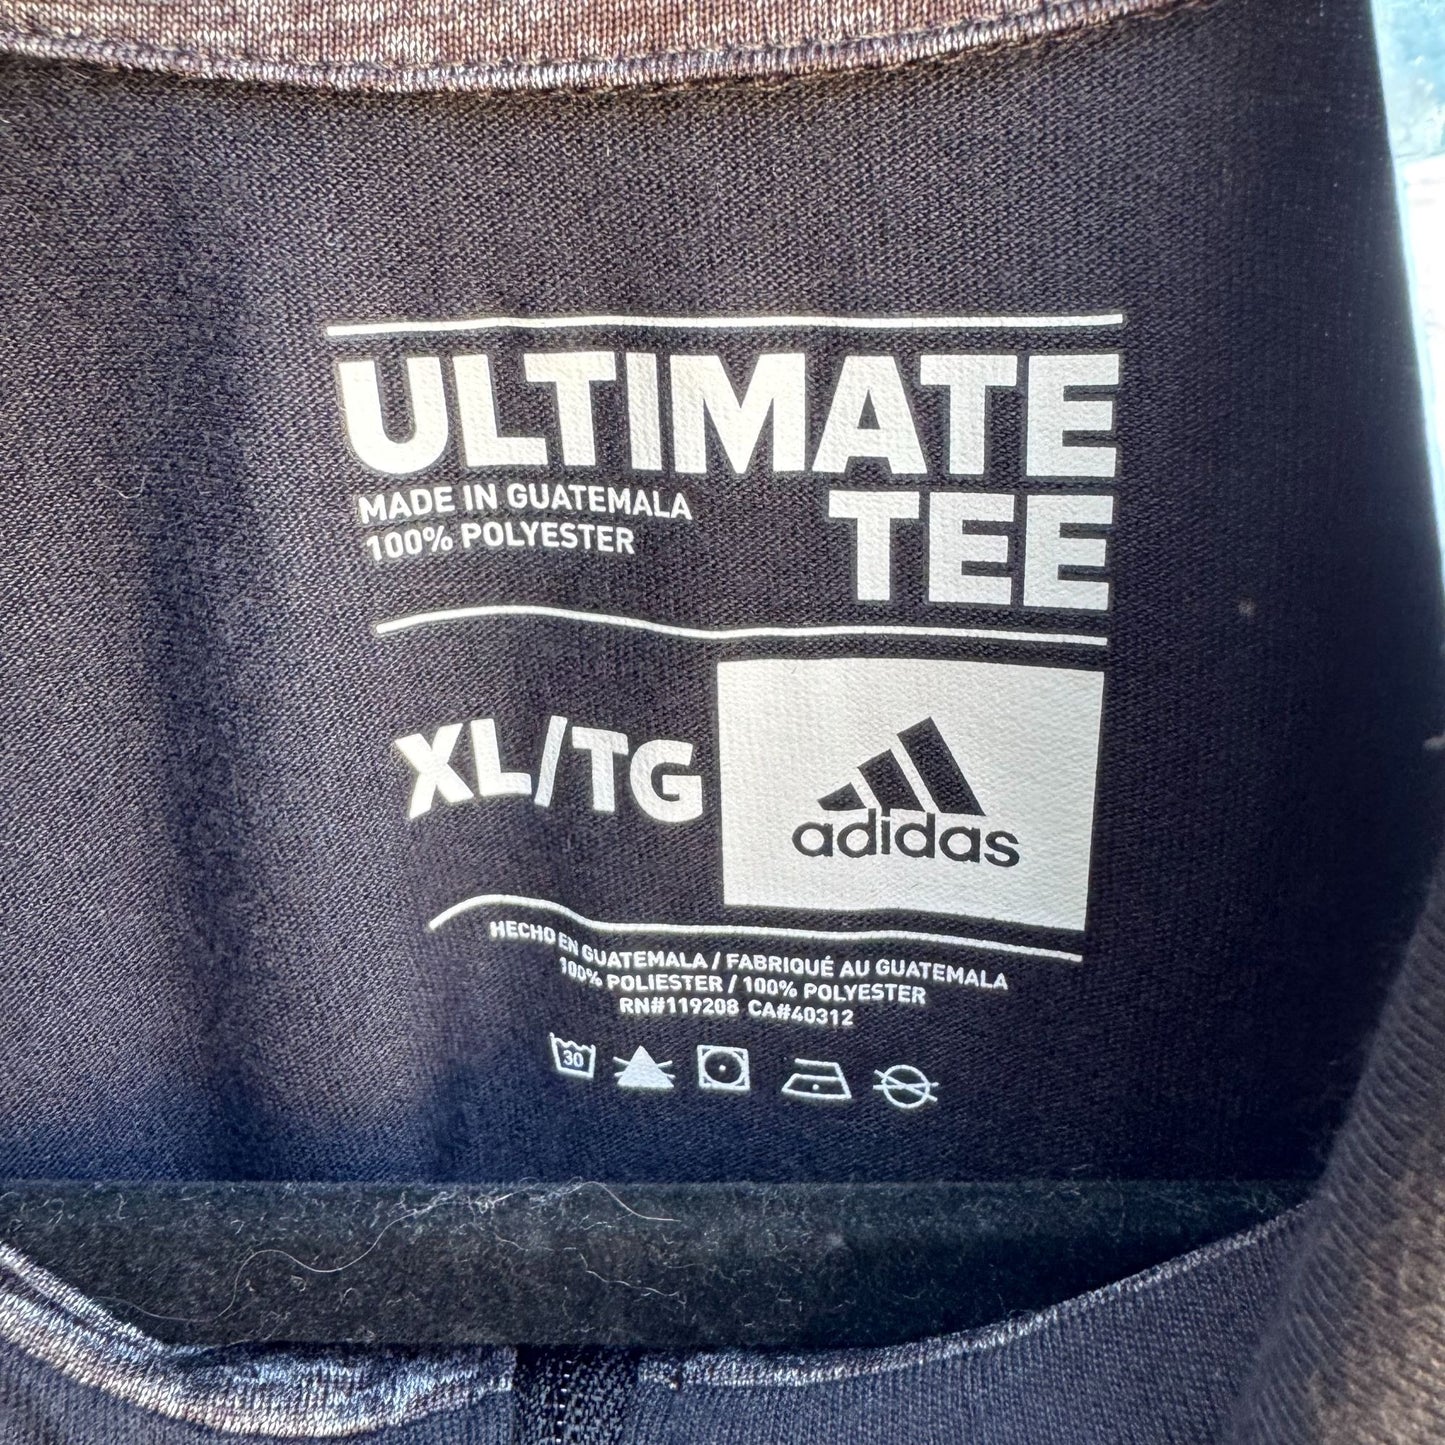 ULTIMATE
TEE
MADE IN GUATEMALA
100% POLYESTER
XL/TG
adidas
HECHO EN GUATEMALA / FABRIQUÉ AU GUATEMALA
100% POLIESTER / 100% POLYESTER
RN#119208 CA#40312
30